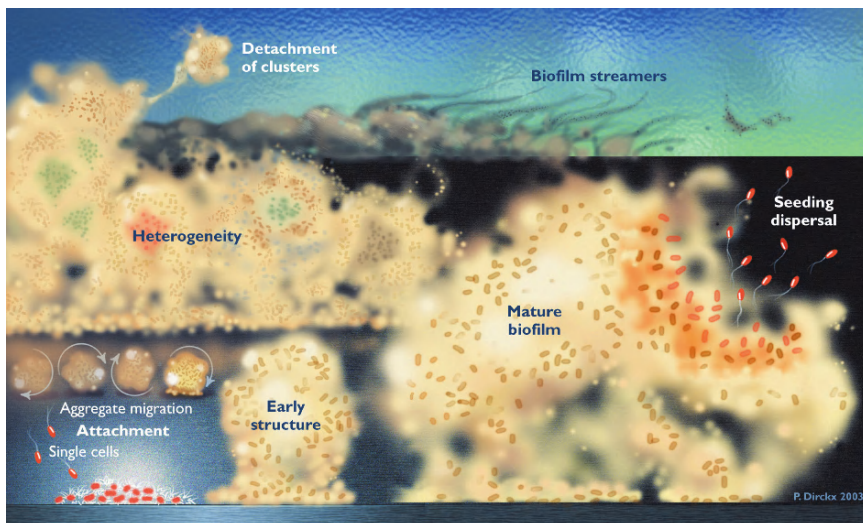 Detachment
of clusters
Biofilm streamers
Seeding
dispersal
Heterogeneity
Mature
biofilm
Aggregate migration
Attachment
Single cells
Early
structure
P. Dirckx 2003